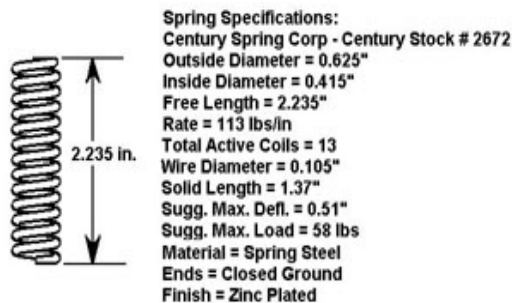 Spring Specifications:
Century Spring Corp - Century Stock # 2672
Outside Diameter = 0.625"
Inside Diameter = 0.415"
Free Length = 2.235"
Rate = 113 lbs/in
2.235 in.
Total Active Coils = 13
Wire Diameter = 0.105"
Solid Length = 1.37"
Sugg. Max. Defl. = 0.51"
Sugg. Max. Load = 58 lbs
Material = Spring Steel
Ends = Closed Ground
Finish = Zinc Plated